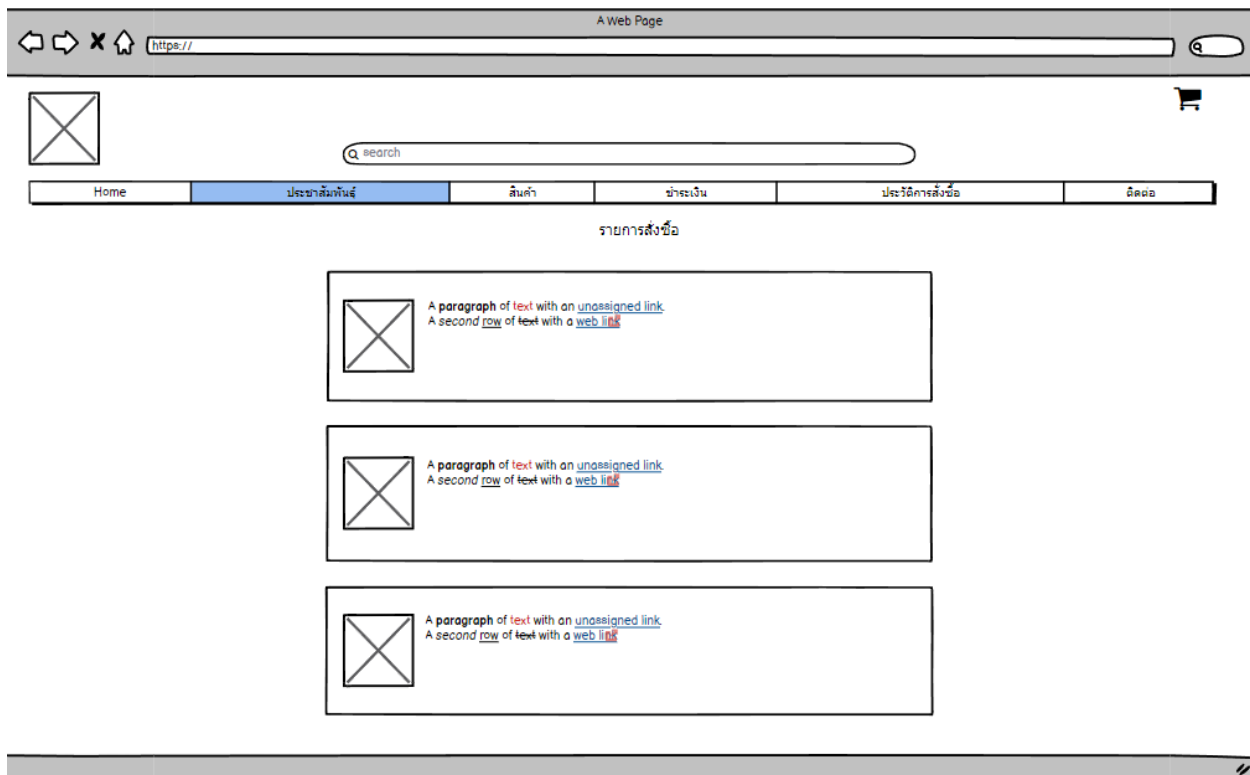 A Web Page
https://
search
Home ประชาสัมพันธ์ สินค้า ชำระเงิน ประวัติการสั่งซื้อ ติดต่อ
รายการสั่งซื้อ
A paragraph of text with an unassigned link.
A second row of text with a web link
A paragraph of text with an unassigned link.
A second row of text with a web link
A paragraph of text with an unassigned link.
A second row of text with a web link